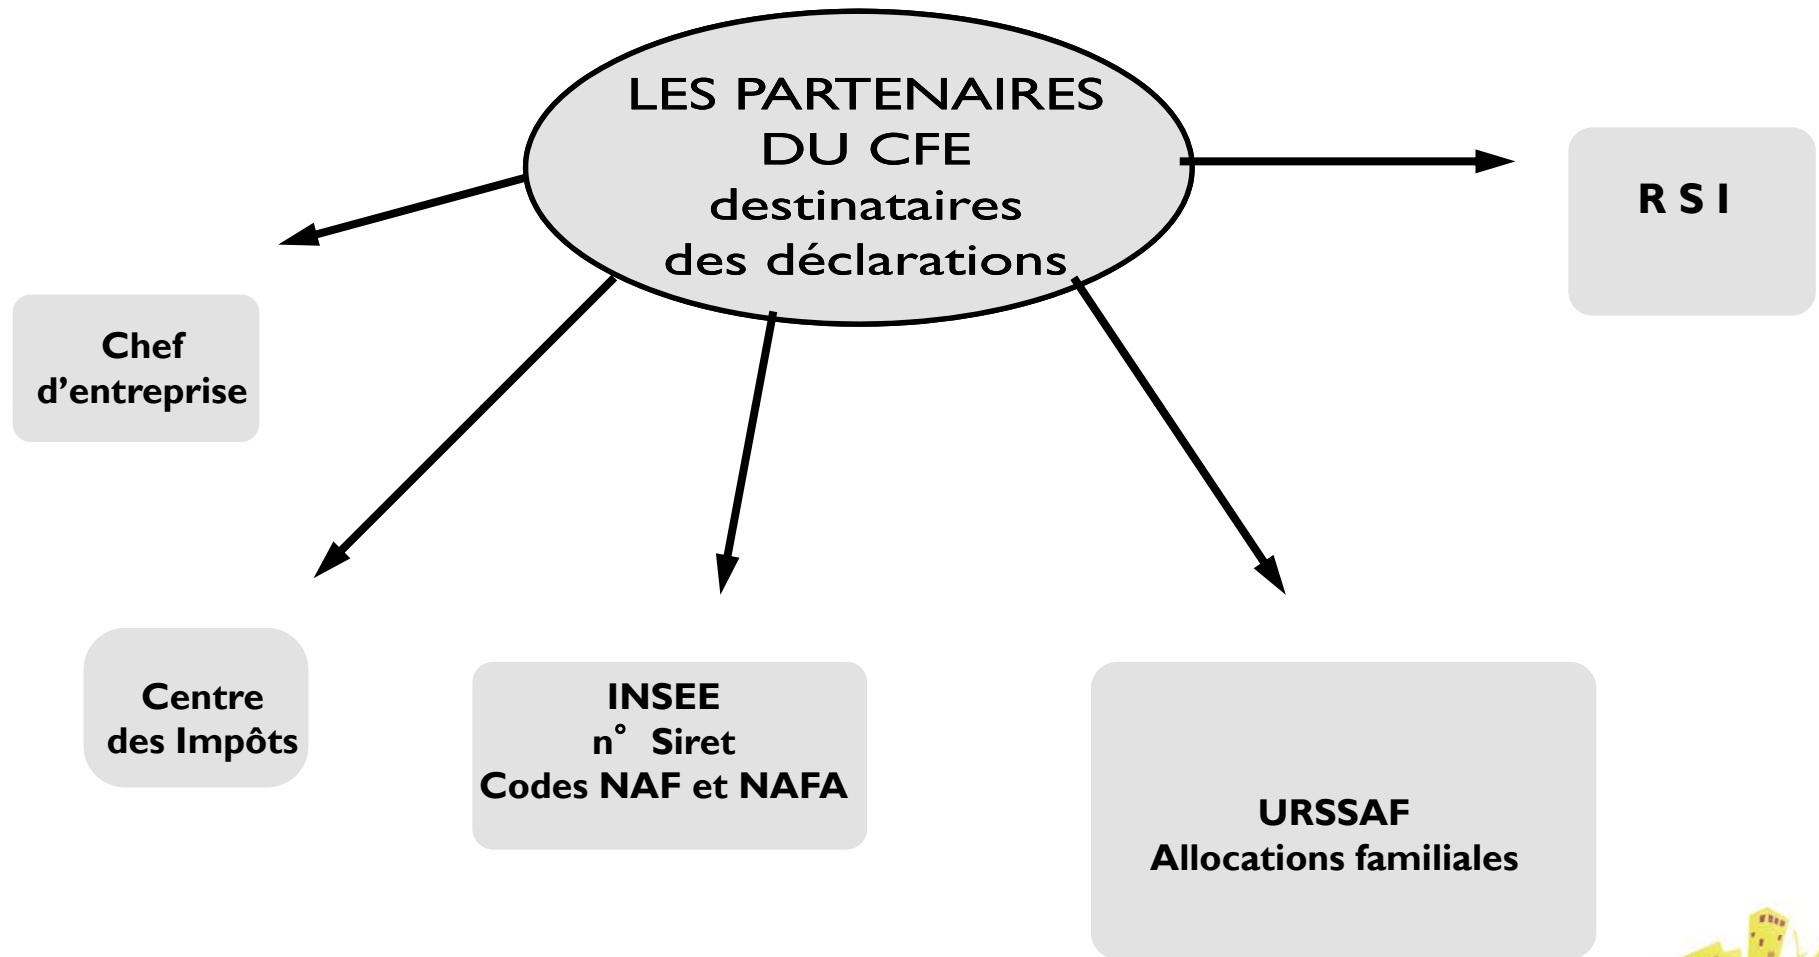 LES PARTENAIRES
DU CFE
destinataires
des déclarations
R S I
Chef
d’entreprise
Centre
des Impôts
INSEE
n° Siret
Codes NAF et NAFA
URSSAF
Allocations familiales